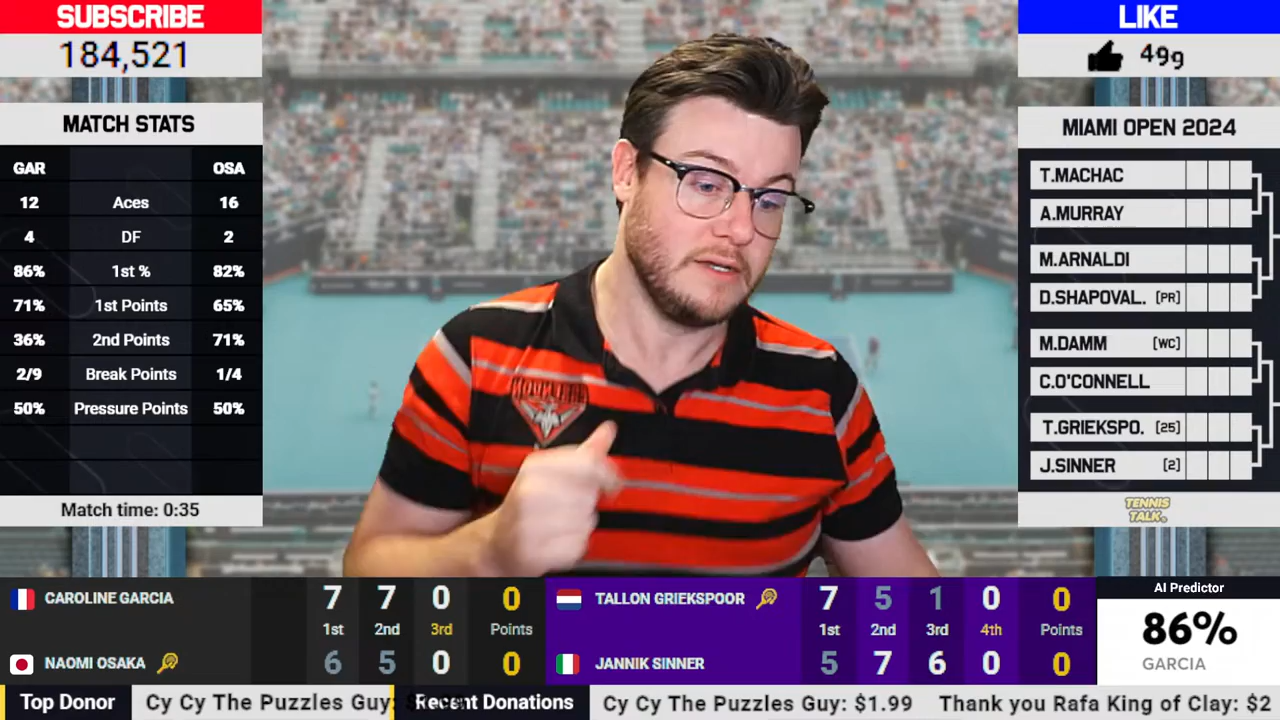 SUBSCRIBE
184,521
MATCH STATS
GAR OSA
12 Aces 16
4 DF 2
86% 1st % 82%
71% 1st Points 65%
36% 2nd Points 71%
2/9 Break Points 1/4
50% Pressure Points 50%
Match time: 0:35
LIKE
499
MIAMI OPEN 2024
T.MACHAC
A.MURRAY
M.ARNALDI
D.SHAPOVAL. [PR]
M.DAMM [WC]
C.O'CONNELL
T.GRIEKSPO. [25]
J.SINNER [2]
TENNIS
TALK
CAROLINE GARCIA 7 7 0 0
1st 2nd 3rd Points
NAOMI OSAKA 6 5 0 0
TALLON GRIEKSPOOR 7 5 1 0 0
1st 2nd 3rd 4th Points
JANNIK SINNER 5 7 6 0 0
AI Predictor
86%
GARCIA
Top Donor Cy Cy The Puzzles Guy: Recent Donations Cy Cy The Puzzles Guy: $1.99 Thank you Rafa King of Clay: $2